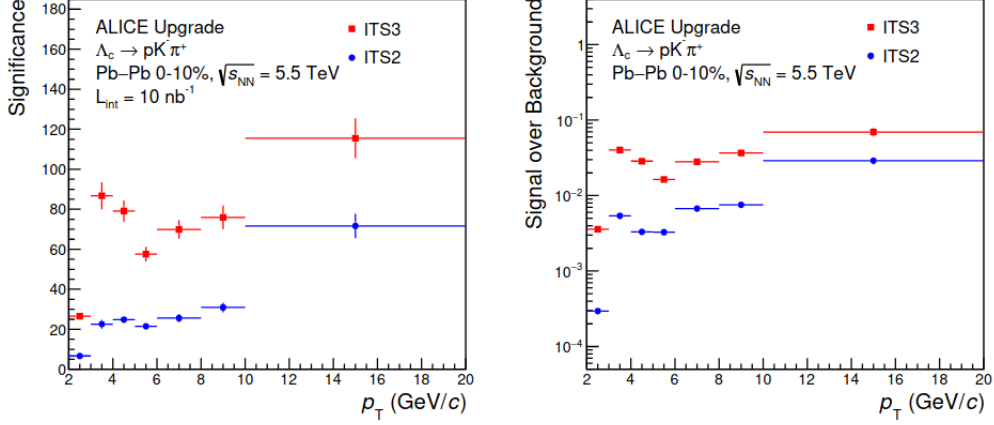 ALICE Upgrade
Λc → pK⁻π⁺
Pb–Pb 0-10%, √sNN = 5.5 TeV
Lint = 10 nb⁻¹
ITS3
ITS2
Significance
180
160
140
120
100
80
60
40
20
0
2 4 6 8 10 12 14 16 18 20
pT (GeV/c)
ALICE Upgrade
Λc → pK⁻π⁺
Pb–Pb 0-10%, √sNN = 5.5 TeV
ITS3
ITS2
Signal over Background
1
10⁻¹
10⁻²
10⁻³
10⁻⁴
2 4 6 8 10 12 14 16 18 20
pT (GeV/c)